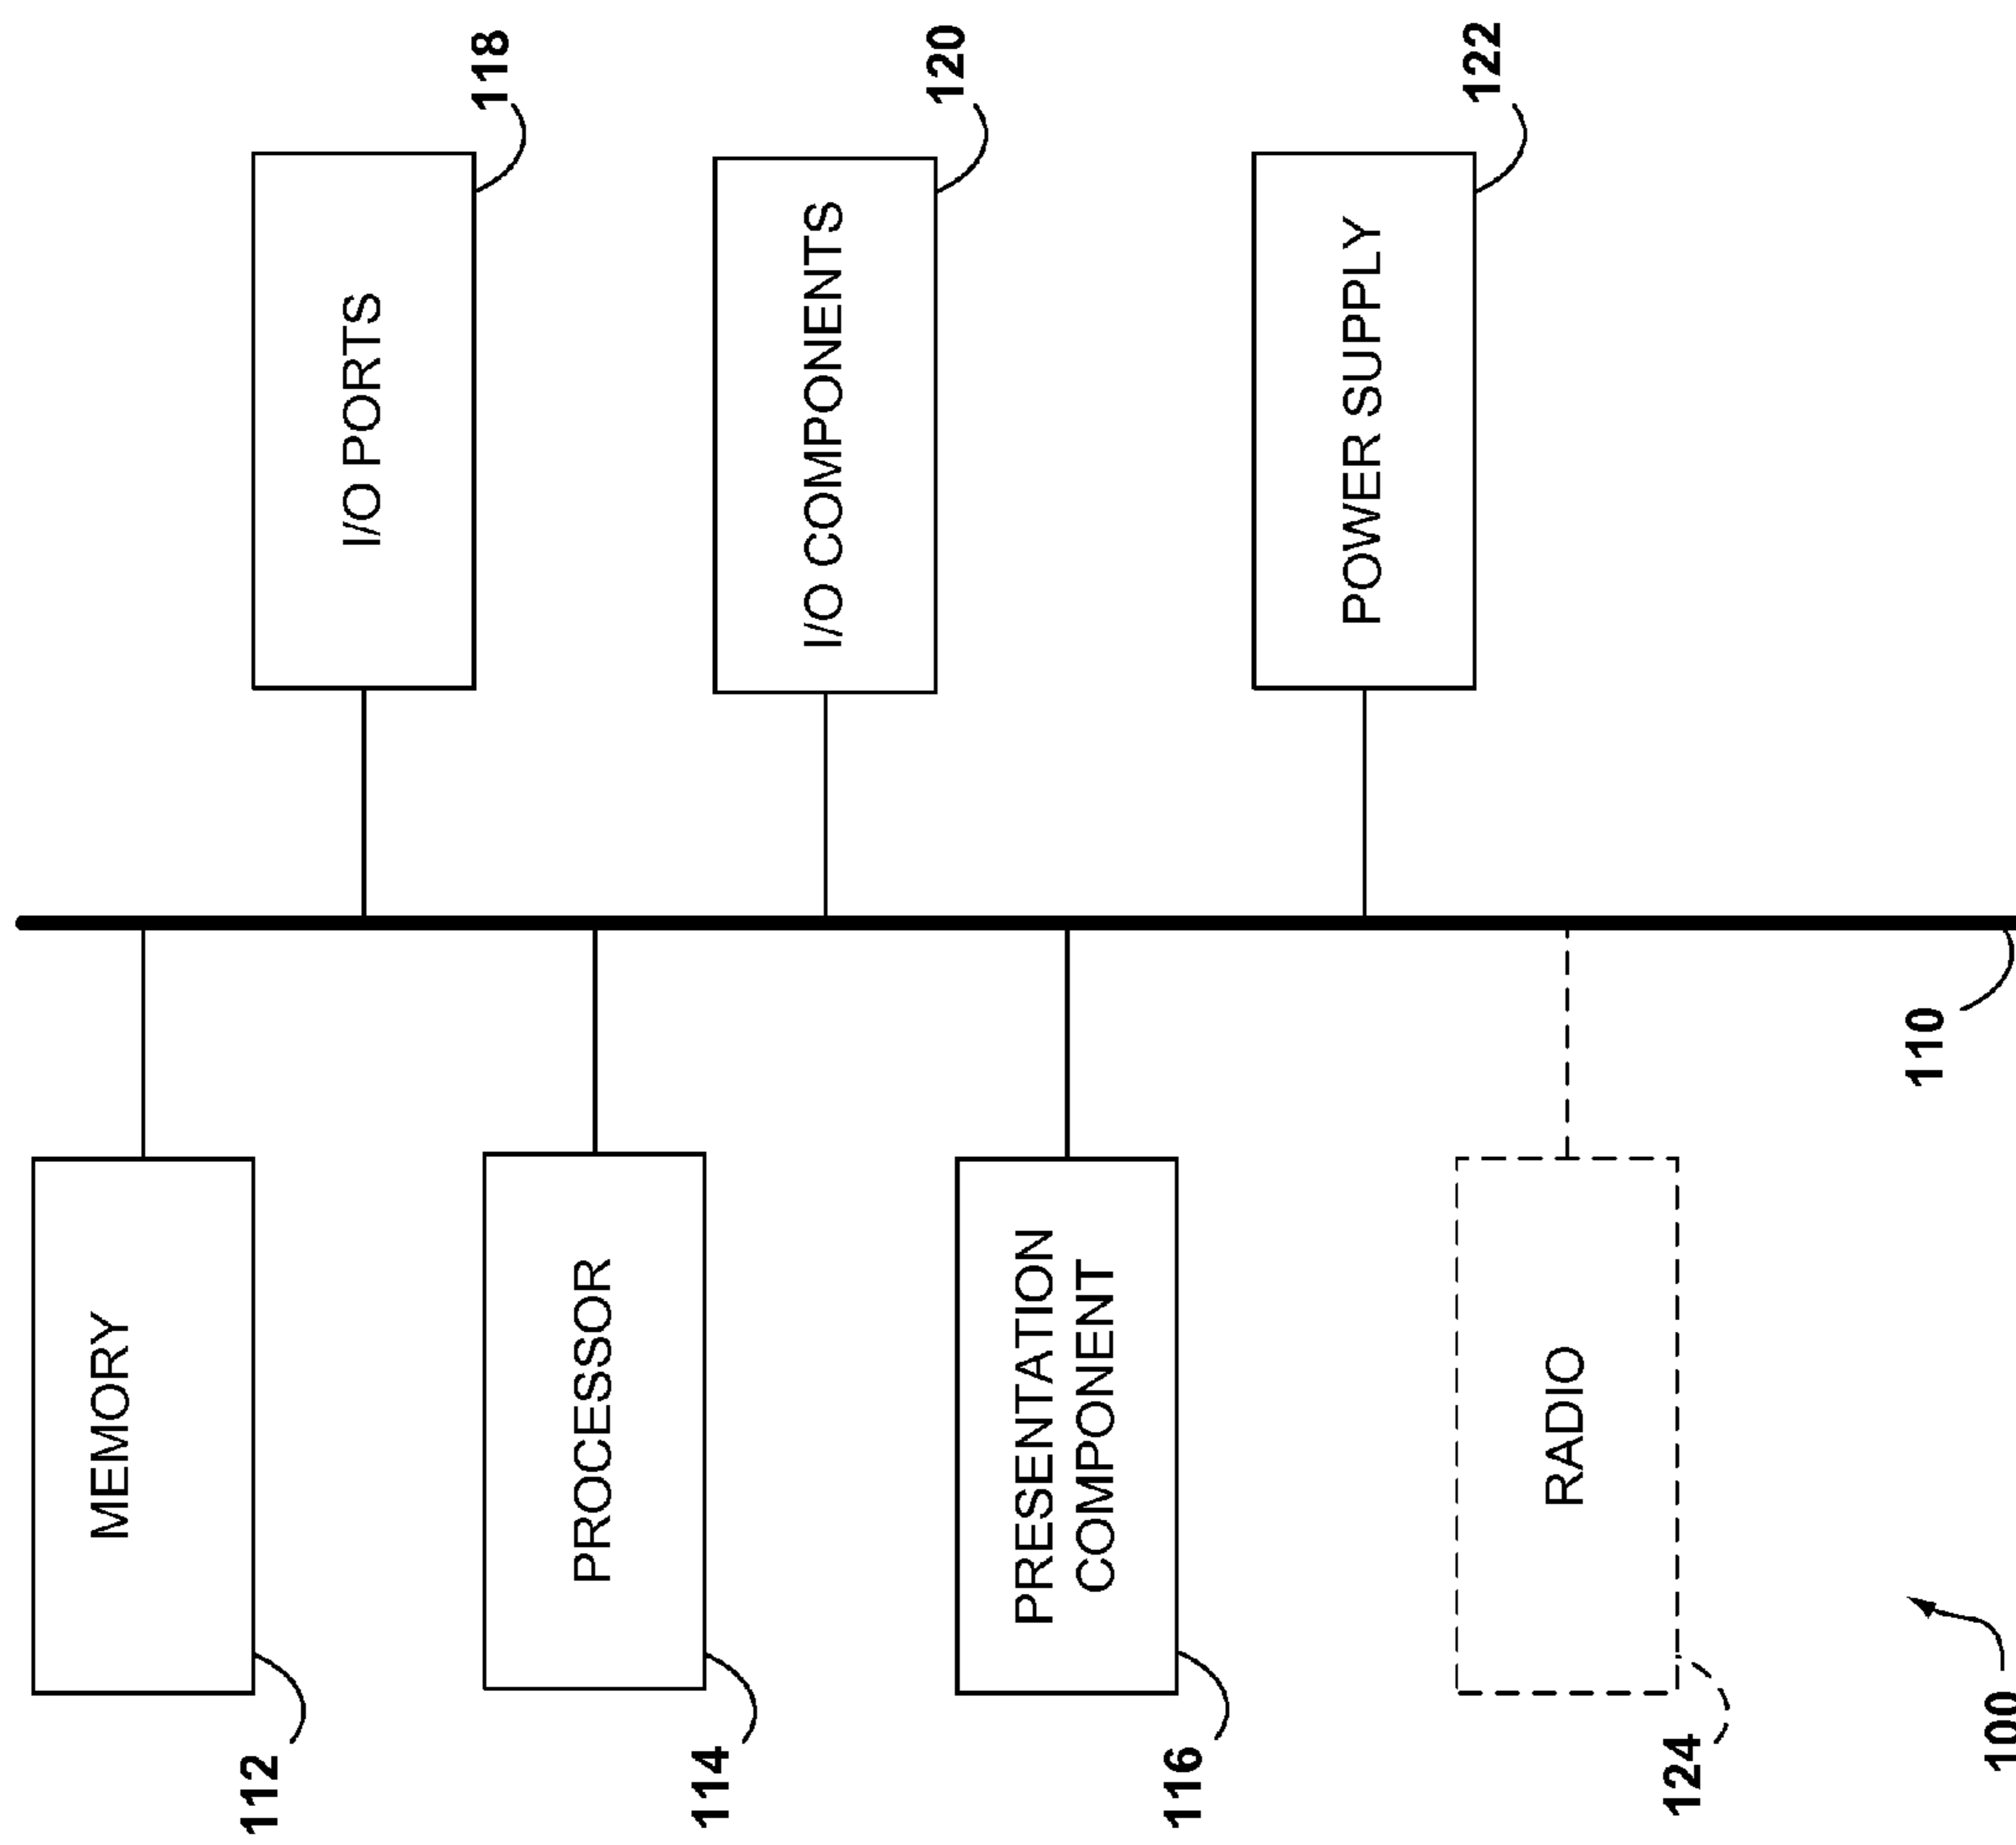 MEMORY
112
PROCESSOR
114
PRESENTATION
COMPONENT
116
RADIO
124
I/O PORTS
118
I/O COMPONENTS
120
POWER SUPPLY
122
110
100